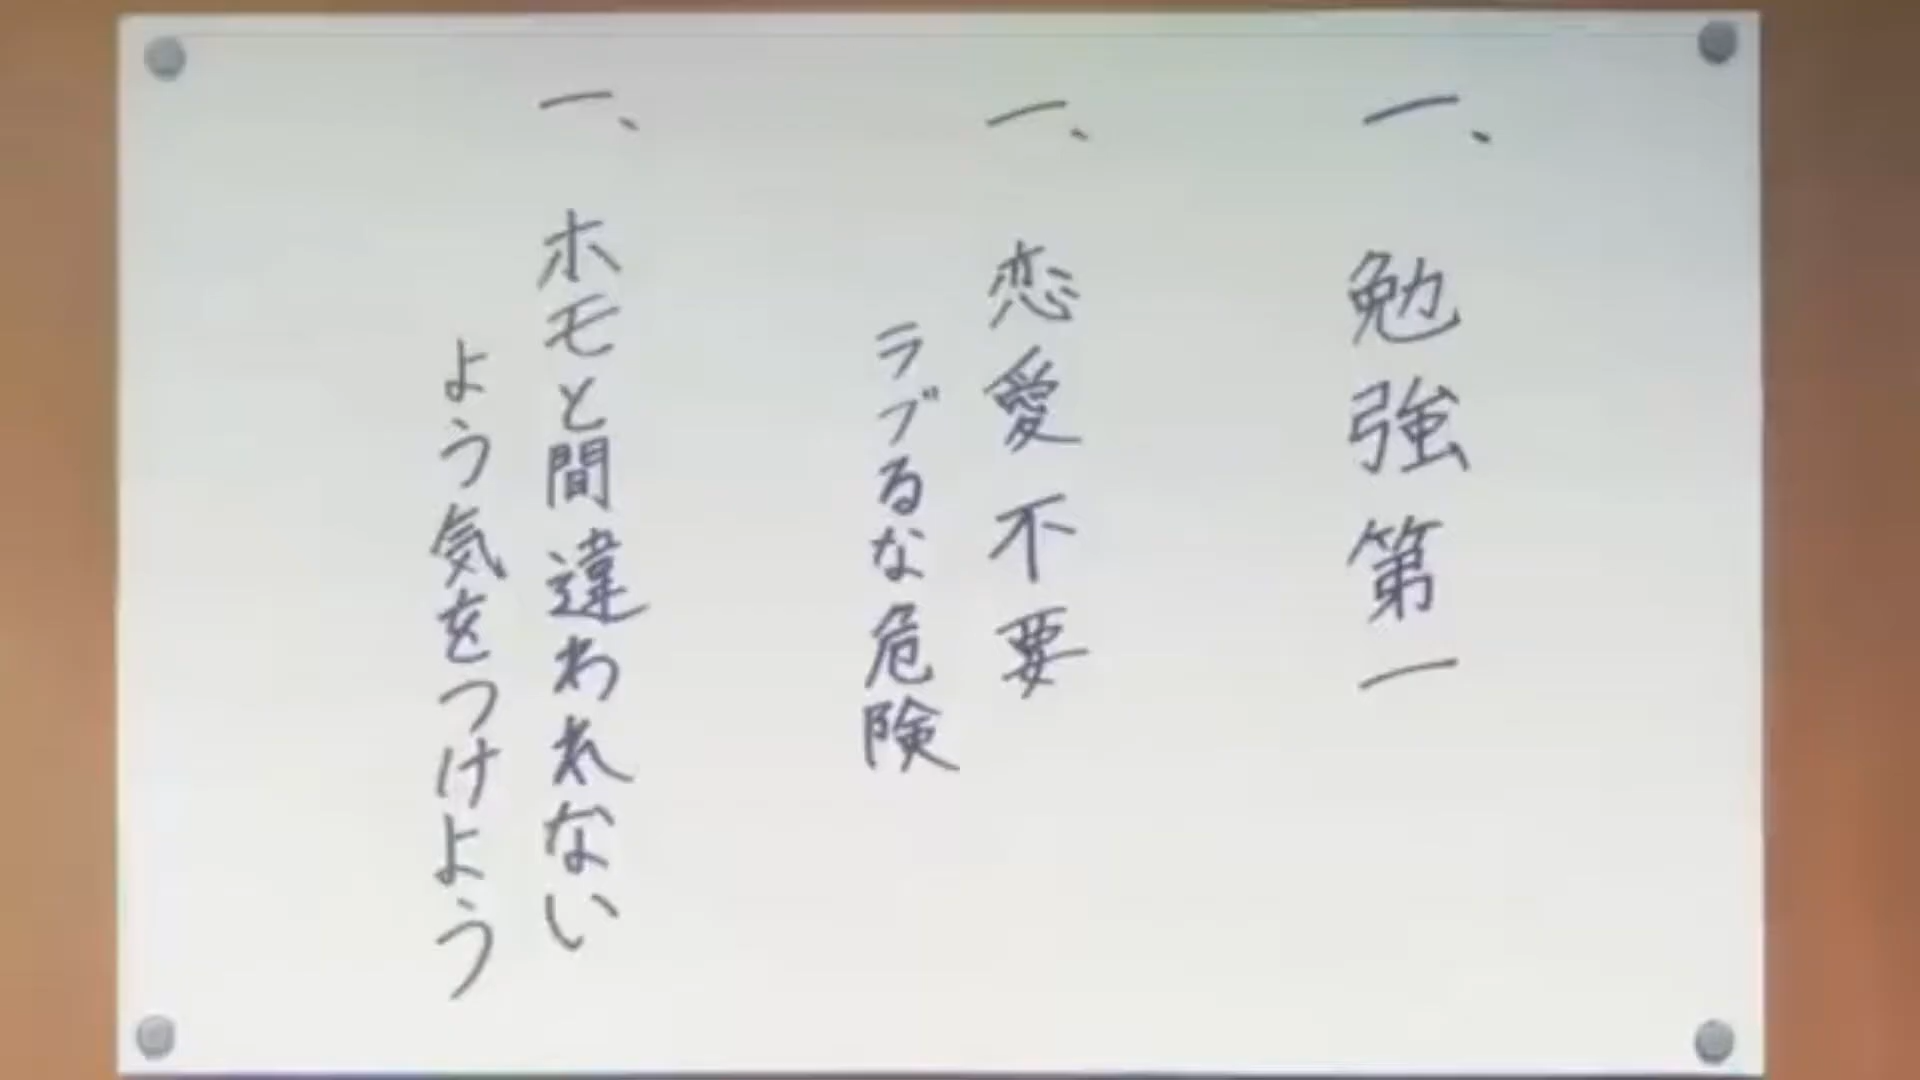 一、勉強第一
一、恋愛不要
ラブるな危険
一、ホモと間違われない
よう気をつけよう